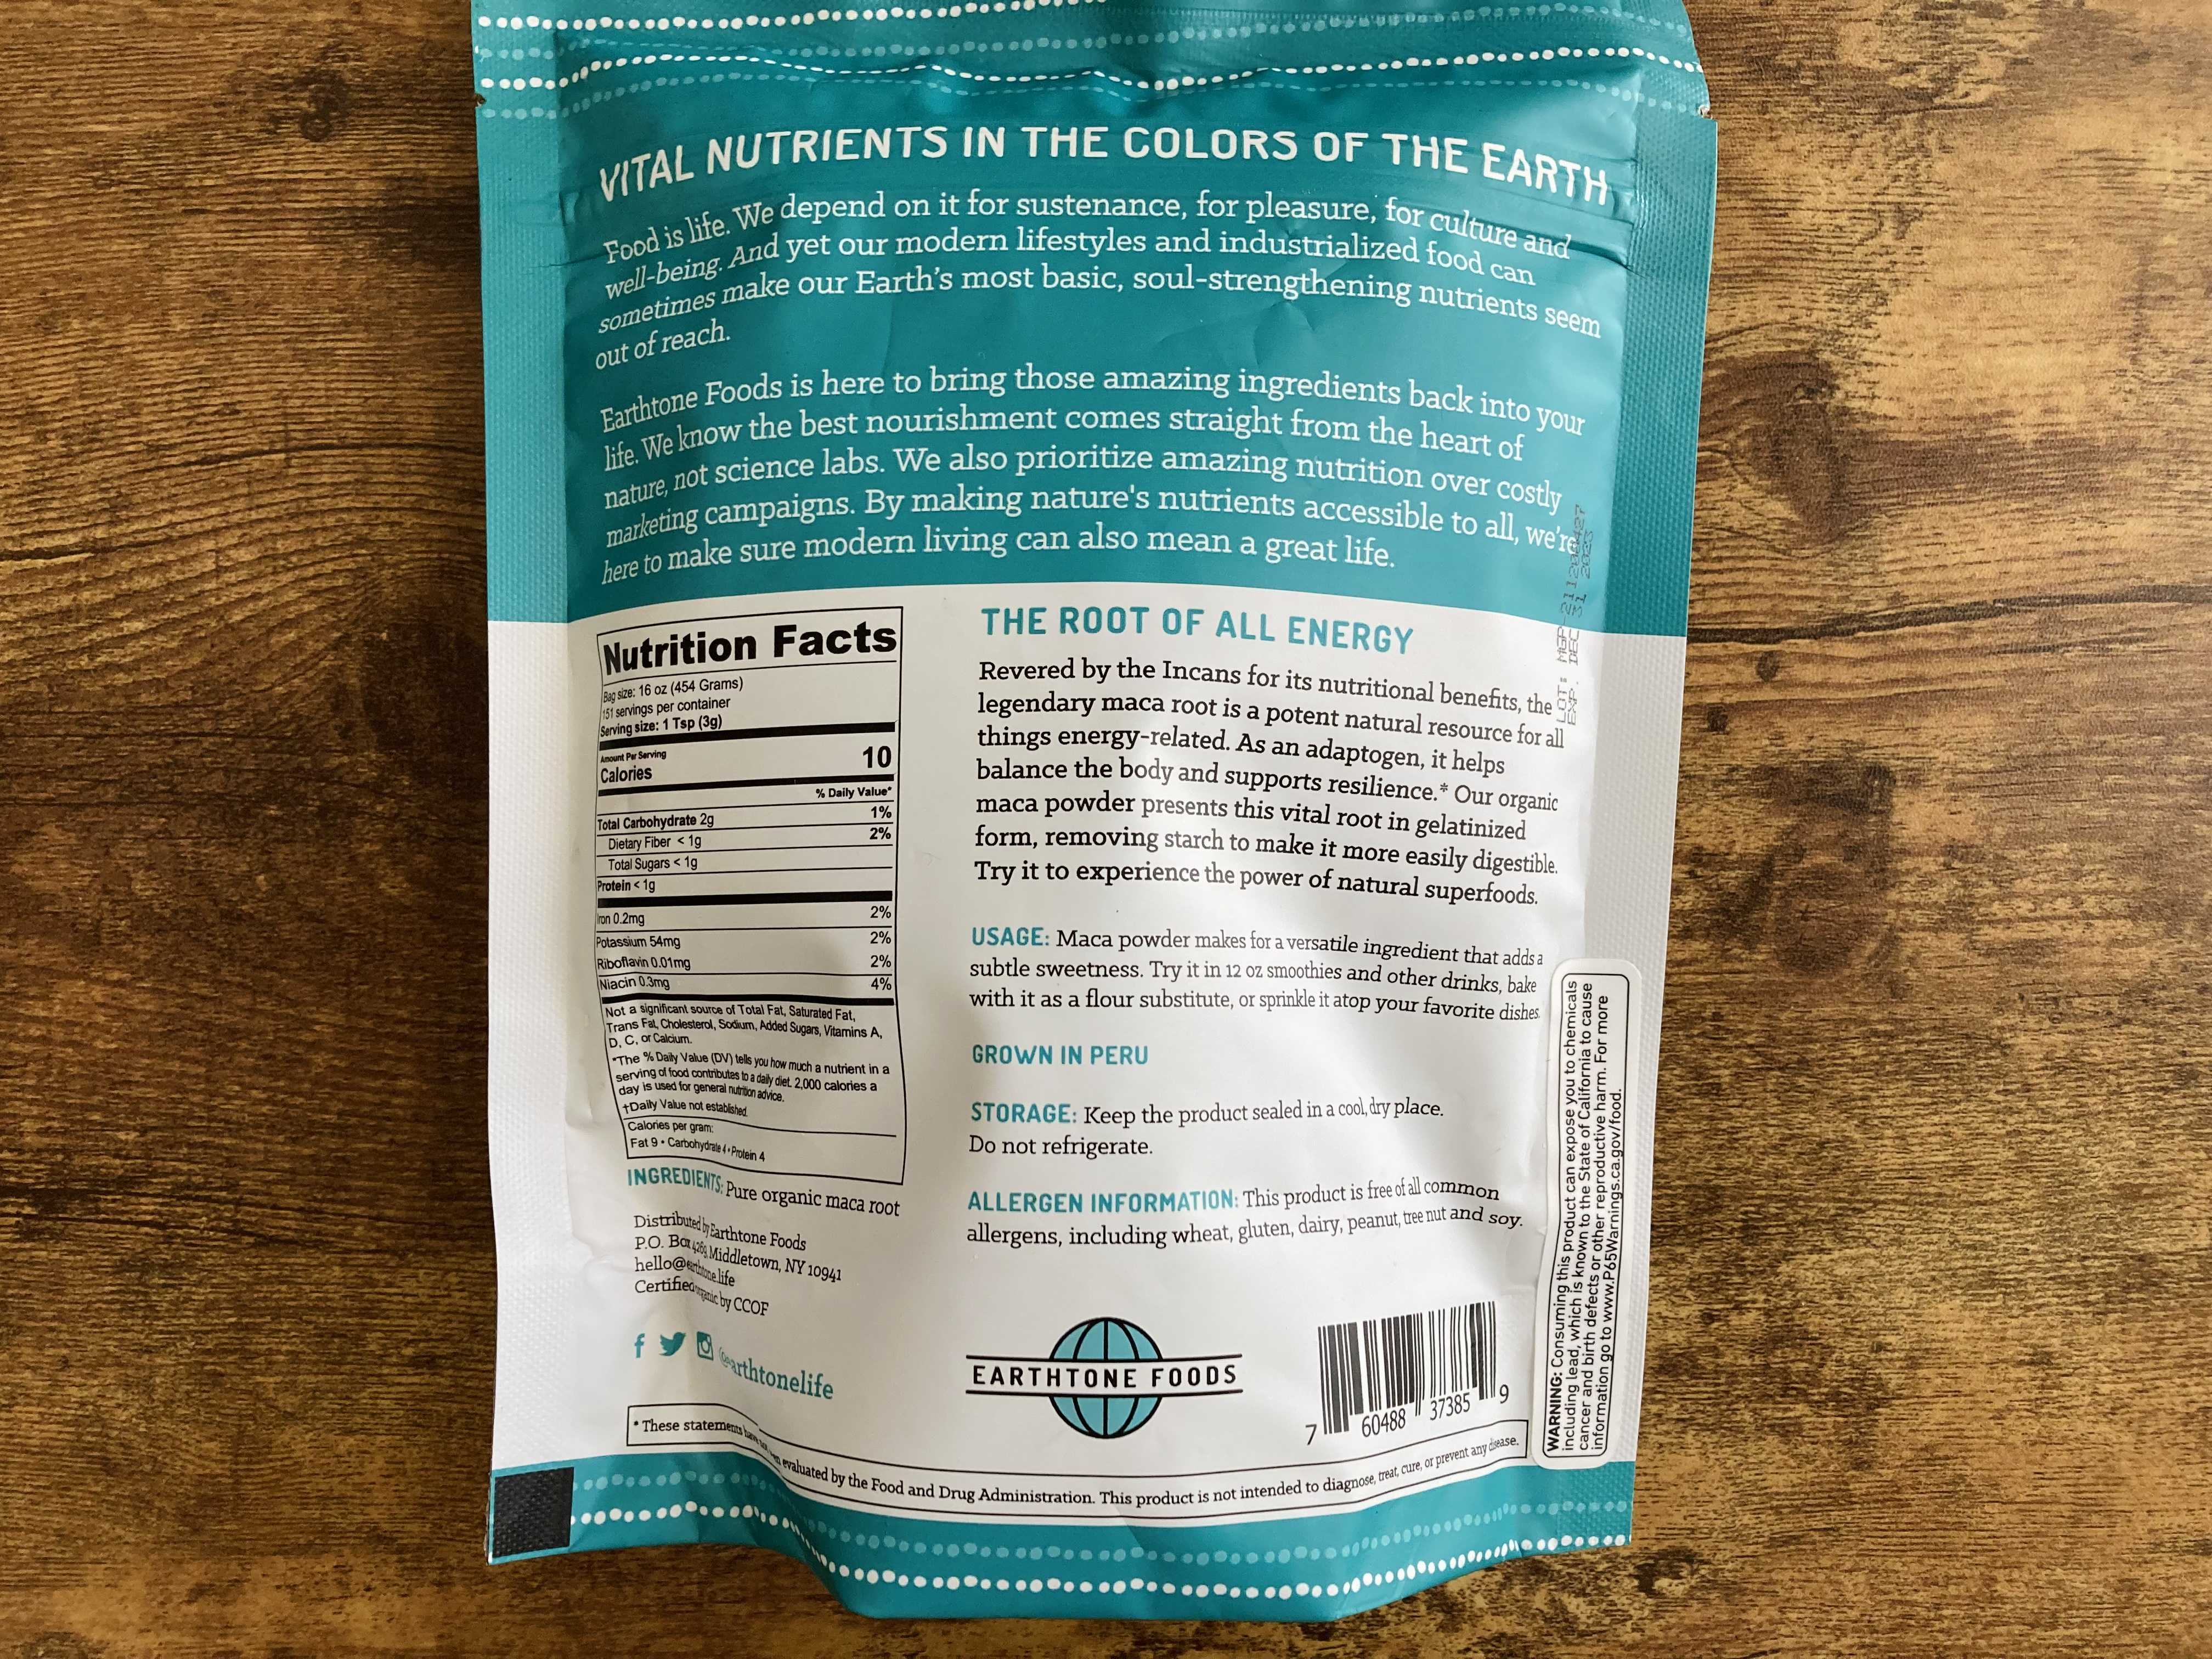 VITAL NUTRIENTS IN THE COLORS OF THE EARTH
Food is life. We depend on it for sustenance, for pleasure, for culture and
well-being. And yet our modern lifestyles and industrialized food can
sometimes make our Earth's most basic, soul-strengthening nutrients seem
out of reach.
Earthtone Foods is here to bring those amazing ingredients back into your
life. We know the best nourishment comes straight from the heart of
nature, not science labs. We also prioritize amazing nutrition over costly
marketing campaigns. By making nature's nutrients accessible to all, we're
here to make sure modern living can also mean a great life.
Nutrition Facts
Bag size: 16 oz (454 Grams)
151 servings per container
Serving size: 1 Tsp (3g)
Amount Per Serving
Calories 10
% Daily Value*
Total Carbohydrate 2g 1%
Dietary Fiber < 1g 2%
Total Sugars < 1g
Protein < 1g
Iron 0.2mg 2%
Potassium 54mg 2%
Riboflavin 0.01mg 2%
Niacin 0.3mg 4%
Not a significant source of Total Fat, Saturated Fat,
Trans Fat, Cholesterol, Sodium, Added Sugars, Vitamins A,
D, C, or Calcium.
*The % Daily Value (DV) tells you how much a nutrient in a
serving of food contributes to a daily diet. 2,000 calories a
day is used for general nutrition advice.
†Daily Value not established.
Calories per gram:
Fat 9 • Carbohydrate 4 • Protein 4
INGREDIENTS: Pure organic maca root
Distributed by Earthtone Foods
P.O. Box Middletown, NY 10941
hello@earthtone.life
Certified organic by CCOF
@earthtonelife
THE ROOT OF ALL ENERGY
Revered by the Incans for its nutritional benefits, the
legendary maca root is a potent natural resource for all
things energy-related. As an adaptogen, it helps
balance the body and supports resilience.* Our organic
maca powder presents this vital root in gelatinized
form, removing starch to make it more easily digestible.
Try it to experience the power of natural superfoods.
USAGE: Maca powder makes for a versatile ingredient that adds a
subtle sweetness. Try it in 12 oz smoothies and other drinks, bake
with it as a flour substitute, or sprinkle it atop your favorite dishes.
GROWN IN PERU
STORAGE: Keep the product sealed in a cool, dry place.
Do not refrigerate.
ALLERGEN INFORMATION: This product is free of all common
allergens, including wheat, gluten, dairy, peanut, tree nut and soy.
EARTHTONE FOODS
7 60488 37385 9
* These statements have not been evaluated by the Food and Drug Administration. This product is not intended to diagnose, treat, cure, or prevent any disease.
LOT:
EXP. DEC 31 2023
WARNING: Consuming this product can expose you to chemicals
including lead, which is known to the State of California to cause
cancer and birth defects or other reproductive harm. For more
information go to www.P65Warnings.ca.gov/food.